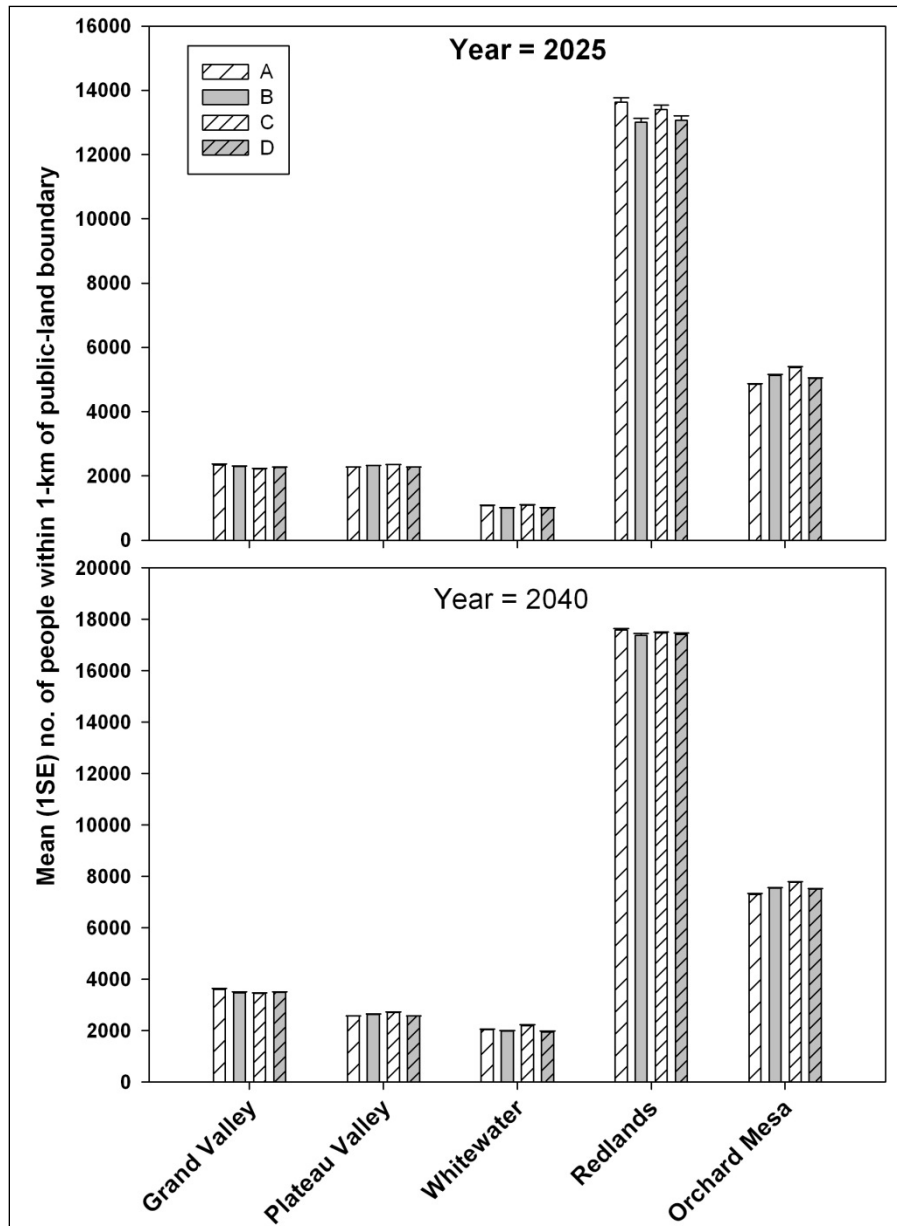 Mean (1SE) no. of people within 1-km of public-land boundary
Year = 2025
A
B
C
D
16000
14000
12000
10000
8000
6000
4000
2000
0
Year = 2040
20000
18000
16000
14000
12000
10000
8000
6000
4000
2000
0
Grand Valley
Plateau Valley
Whitewater
Redlands
Orchard Mesa